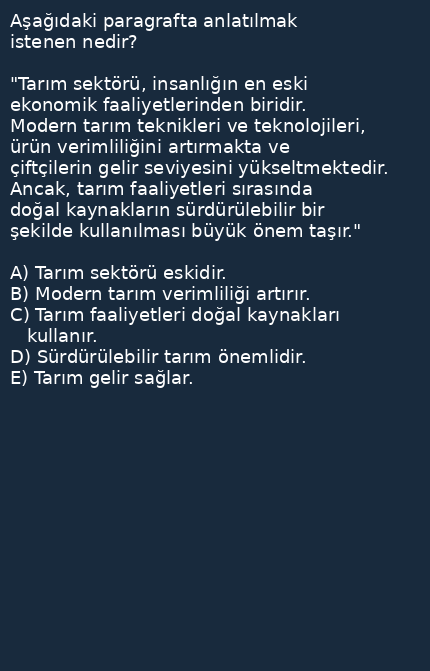 Aşağıdaki paragrafta anlatılmak
istenen nedir?
"Tarım sektörü, insanlığın en eski
ekonomik faaliyetlerinden biridir.
Modern tarım teknikleri ve teknolojileri,
ürün verimliliğini artırmakta ve
çiftçilerin gelir seviyesini yükseltmektedir.
Ancak, tarım faaliyetleri sırasında
doğal kaynakların sürdürülebilir bir
şekilde kullanılması büyük önem taşır."
A) Tarım sektörü eskidir.
B) Modern tarım verimliliği artırır.
C) Tarım faaliyetleri doğal kaynakları
kullanır.
D) Sürdürülebilir tarım önemlidir.
E) Tarım gelir sağlar.